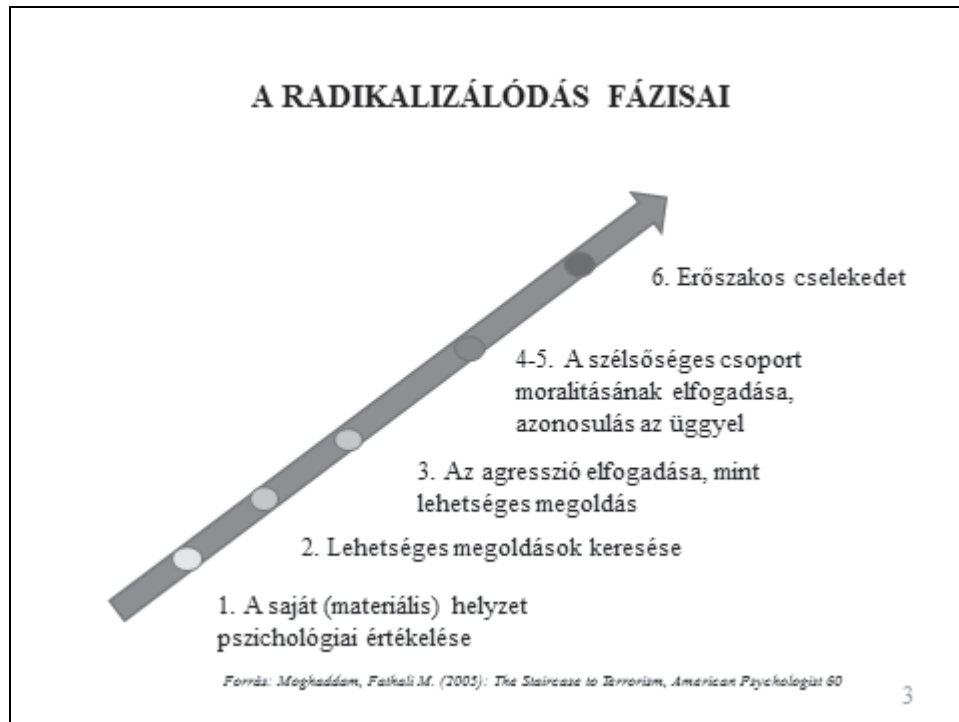 A RADIKALIZÁLÓDÁS FÁZISAI
6. Erőszakos cselekedet
4-5. A szélsőséges csoport
moralitásának elfogadása,
azonosulás az üggyel
3. Az agresszió elfogadása, mint
lehetséges megoldás
2. Lehetséges megoldások keresése
1. A saját (materiális) helyzet
pszichológiai értékelése
Forrás: Moghaddam, Fathali M. (2005): The Staircase to Terrorism, American Psychologist 60
3